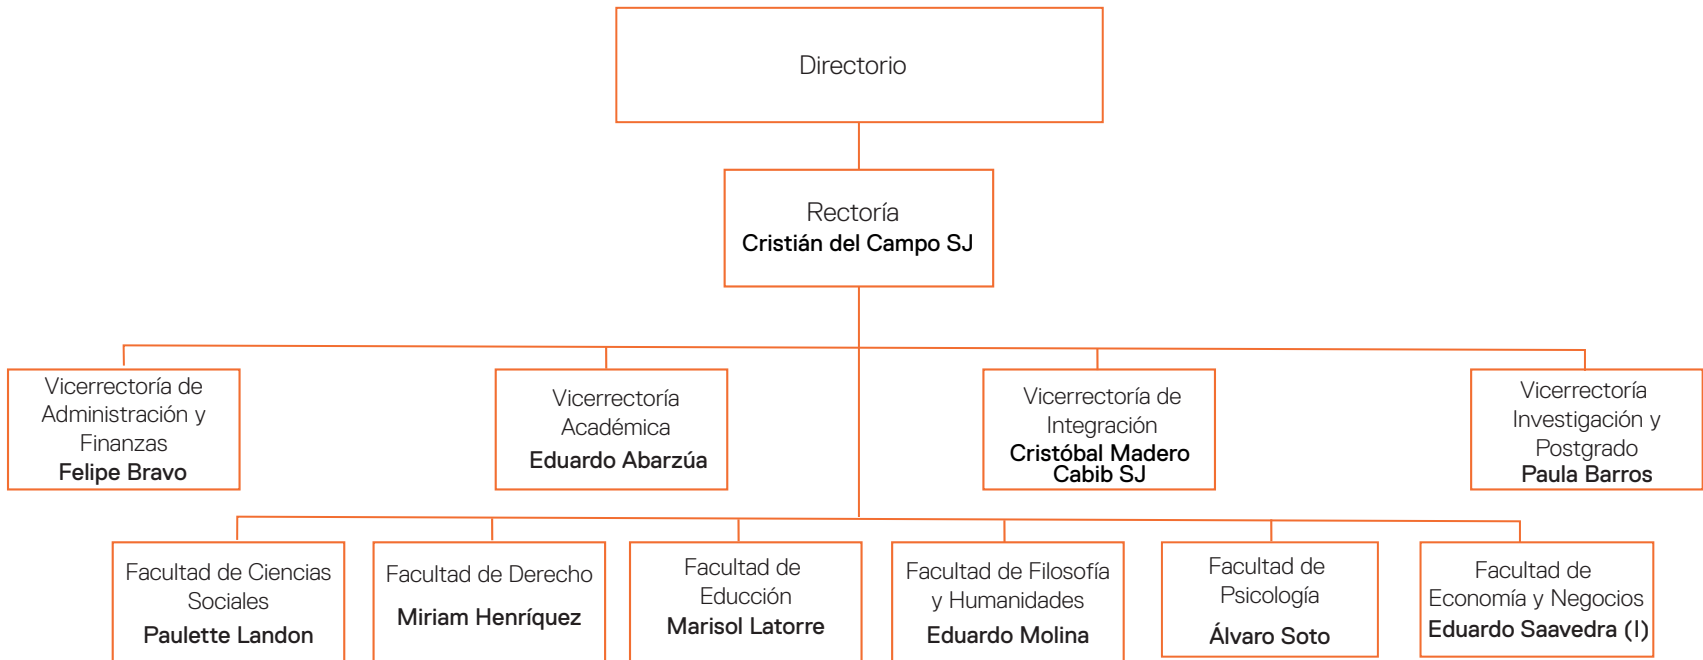 Directorio
Rectoría
Cristián del Campo SJ
Vicerrectoría de
Administración y
Finanzas
Felipe Bravo
Vicerrectoría
Académica
Eduardo Abarzúa
Vicerrectoría de
Integración
Cristóbal Madero
Cabib SJ
Vicerrectoría
Investigación y
Postgrado
Paula Barros
Facultad de Ciencias
Sociales
Paulette Landon
Facultad de Derecho
Miriam Henríquez
Facultad de
Educción
Marisol Latorre
Facultad de Filosofía
y Humanidades
Eduardo Molina
Facultad de
Psicología
Álvaro Soto
Facultad de
Economía y Negocios
Eduardo Saavedra (I)